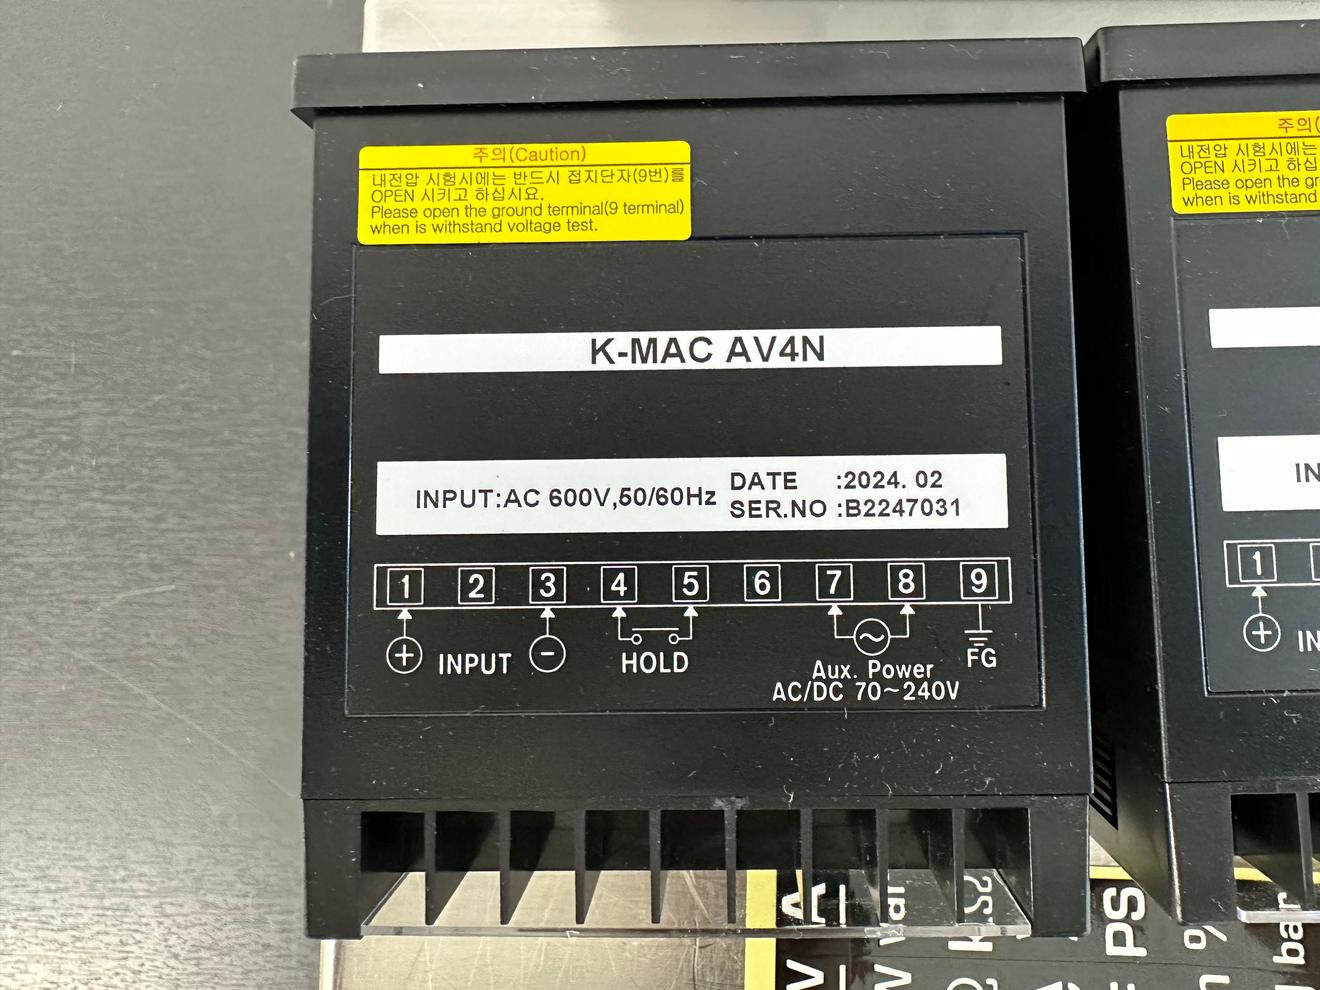 주의(Caution)
내전압 시험시에는 반드시 접지단자(9번)를
OPEN 시키고 하십시요.
Please open the ground terminal(9 terminal)
when is withstand voltage test.
K-MAC AV4N
INPUT:AC 600V,50/60Hz
DATE :2024. 02
SER.NO :B2247031
1 2 3 4 5 6 7 8 9
+ INPUT -
HOLD
Aux. Power
AC/DC 70~240V
FG
주의(
내전압 시험시에는
OPEN 시키고 하십
Please open the
when is withstand
IN
1
+ IN
V A
W
PS
%
bar